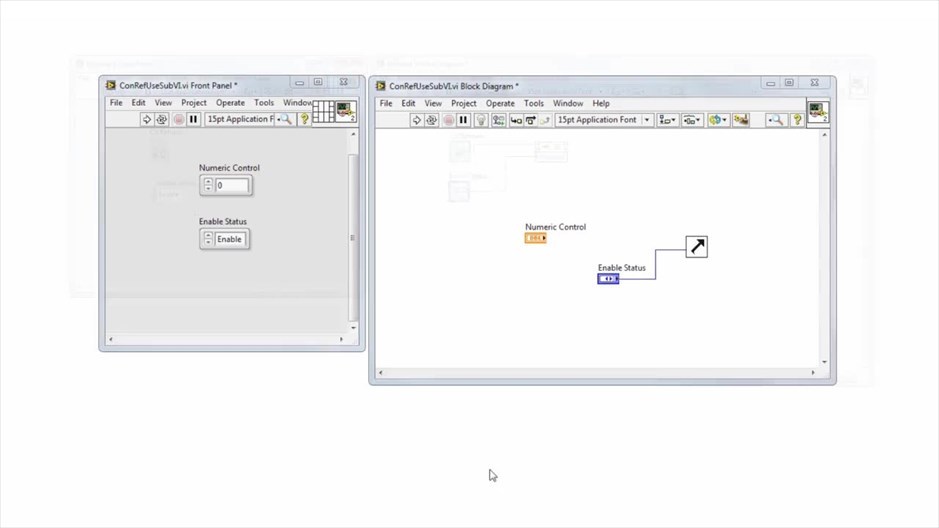 ConRefUseSubVI.vi Front Panel *
File Edit View Project Operate Tools Window
15pt Application F
Numeric Control
0
Enable Status
Enable
ConRefUseSubVI.vi Block Diagram *
File Edit View Project Operate Tools Window Help
15pt Application Font
Numeric Control
Enable Status